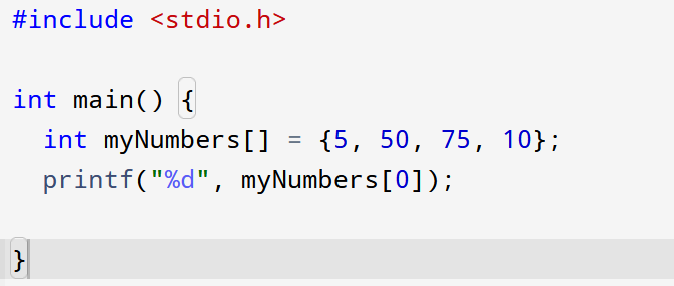 #include <stdio.h>
int main() {
int myNumbers[] = {5, 50, 75, 10};
printf("%d", myNumbers[0]);
}